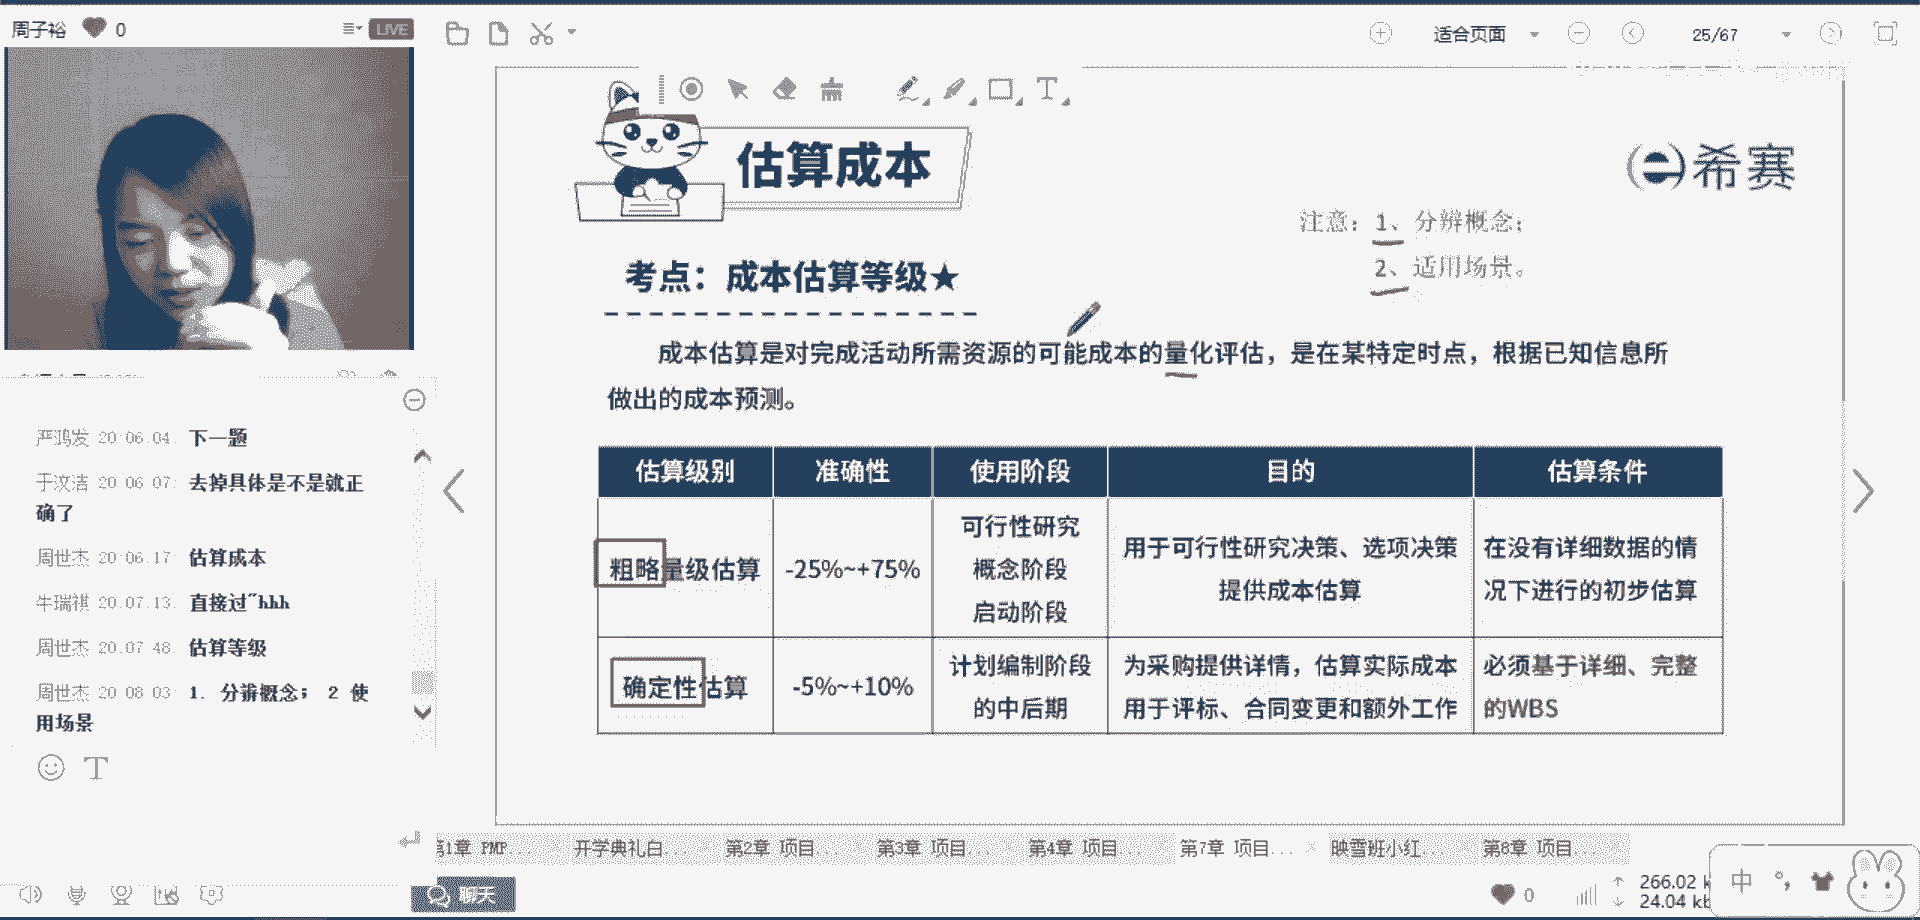 周子裕 0 LIVE
适合页面 25/67
估算成本
希赛
注意：1、分辨概念；
2、适用场景。
考点：成本估算等级★
成本估算是对完成活动所需资源的可能成本的量化评估，是在某特定时点，根据已知信息所
做出的成本预测。
估算级别 准确性 使用阶段 目的 估算条件
粗略量级估算 -25%~+75% 可行性研究
概念阶段
启动阶段
用于可行性研究决策、选项决策
提供成本估算
在没有详细数据的情
况下进行的初步估算
确定性估算 -5%~+10% 计划编制阶段
的中后期
为采购提供详情，估算实际成本
用于评标、合同变更和额外工作
必须基于详细、完整
的WBS
严鸿发 20:06:04: 下一题
于汶洁 20:06:07: 去掉具体是不是就正
确了
周世杰 20:06:17: 估算成本
牛瑞祺 20:07:13: 直接过~hhh
周世杰 20:07:48: 估算等级
周世杰 20:08:03: 1. 分辨概念； 2 使
用场景
第1章 PMP... 开学典礼白... 第2章 项目... 第3章 项目... 第4章 项目... 第7章 项目... 映雪班小红... 第8章 项目...
聊天
0 266.02 k
24.04 kb
中